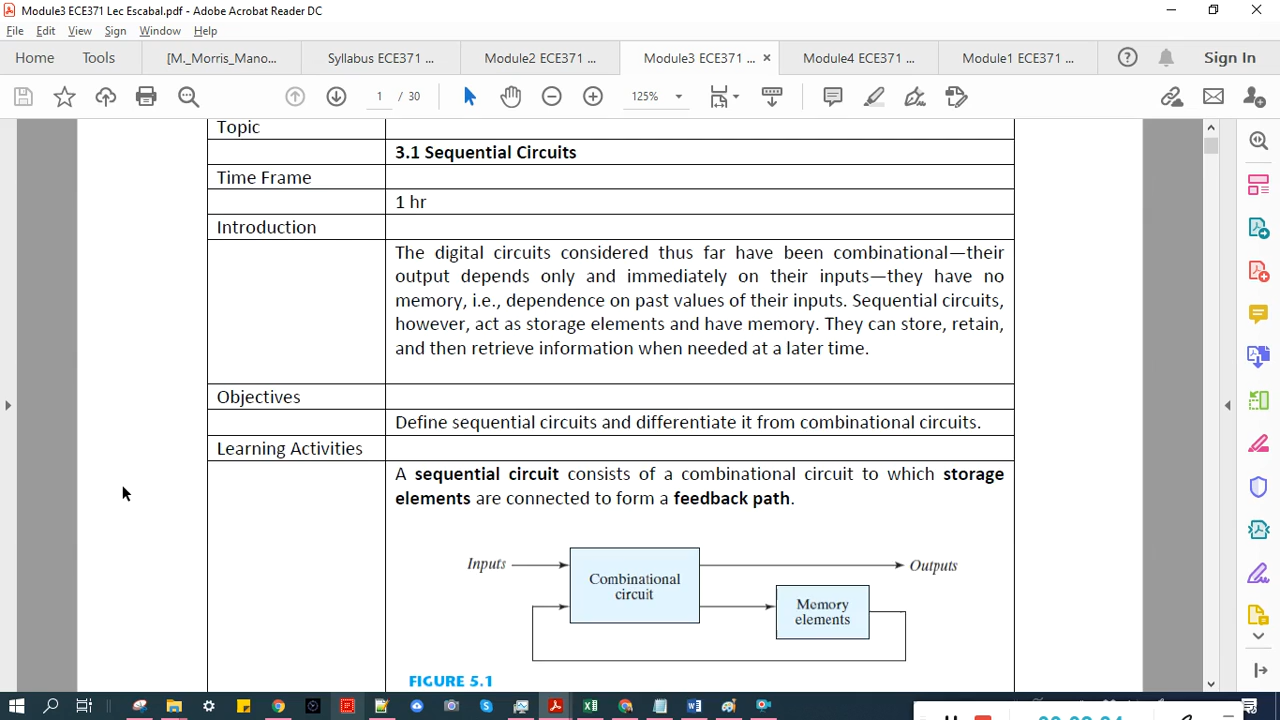 Module3 ECE371 Lec Escabal.pdf - Adobe Acrobat Reader DC
File Edit View Sign Window Help
Home Tools [M._Morris_Mano... Syllabus ECE371 ... Module2 ECE371 ... Module3 ECE371 ... × Module4 ECE371 ... Module1 ECE371 ... Sign In
1 / 30 125%
Topic
3.1 Sequential Circuits
Time Frame
1 hr
Introduction
The digital circuits considered thus far have been combinational—their
output depends only and immediately on their inputs—they have no
memory, i.e., dependence on past values of their inputs. Sequential circuits,
however, act as storage elements and have memory. They can store, retain,
and then retrieve information when needed at a later time.
Objectives
Define sequential circuits and differentiate it from combinational circuits.
Learning Activities
A sequential circuit consists of a combinational circuit to which storage
elements are connected to form a feedback path.
Inputs
Combinational
circuit
Outputs
Memory
elements
FIGURE 5.1